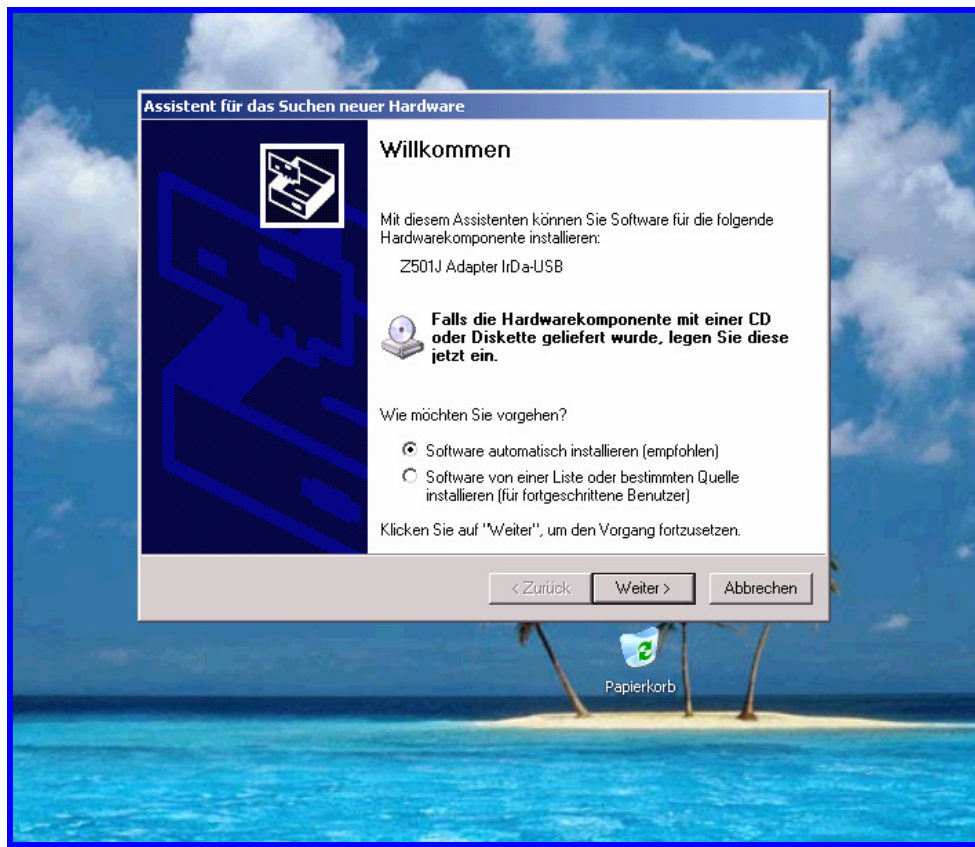 Assistent für das Suchen neuer Hardware
Willkommen
Mit diesem Assistenten können Sie Software für die folgende
Hardwarekomponente installieren:
Z501J Adapter IrDa-USB
Falls die Hardwarekomponente mit einer CD
oder Diskette geliefert wurde, legen Sie diese
jetzt ein.
Wie möchten Sie vorgehen?
Software automatisch installieren (empfohlen)
Software von einer Liste oder bestimmten Quelle
installieren (für fortgeschrittene Benutzer)
Klicken Sie auf "Weiter", um den Vorgang fortzusetzen.
< Zurück Weiter > Abbrechen
Papierkorb